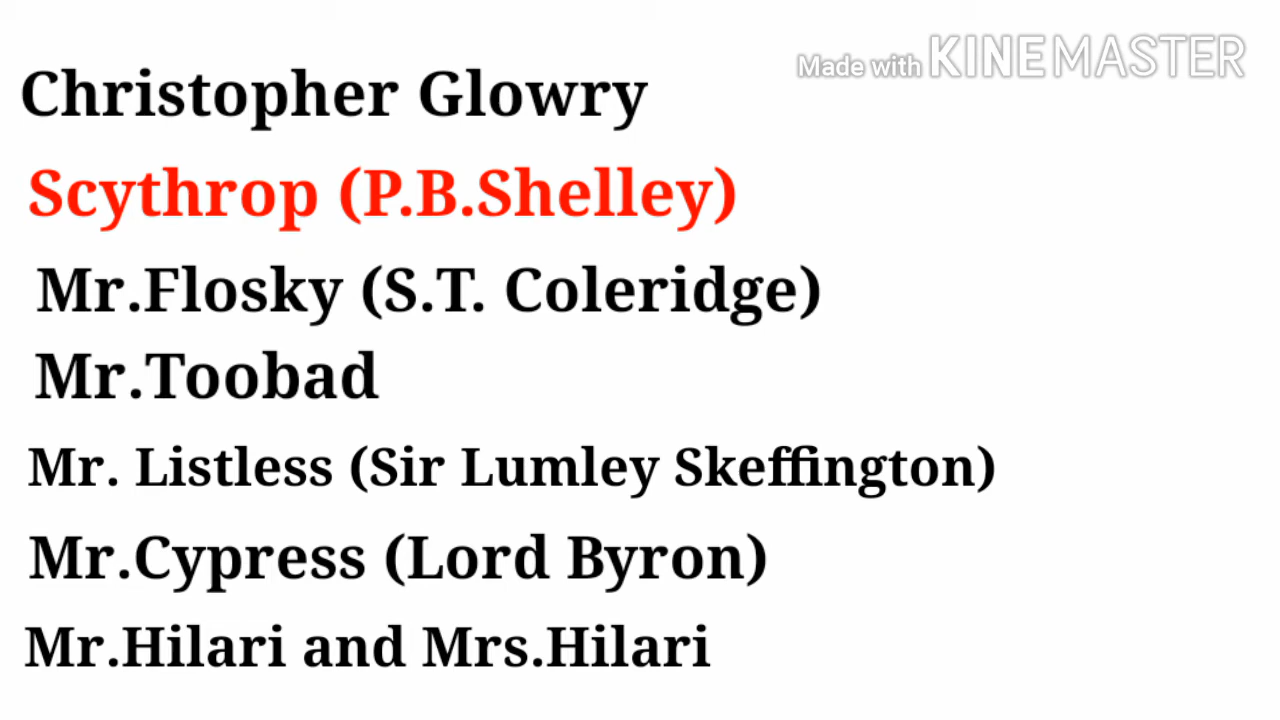 Made with KINEMASTER
Christopher Glowry
Scythrop (P.B.Shelley)
Mr.Flosky (S.T. Coleridge)
Mr.Toobad
Mr. Listless (Sir Lumley Skeffington)
Mr.Cypress (Lord Byron)
Mr.Hilari and Mrs.Hilari